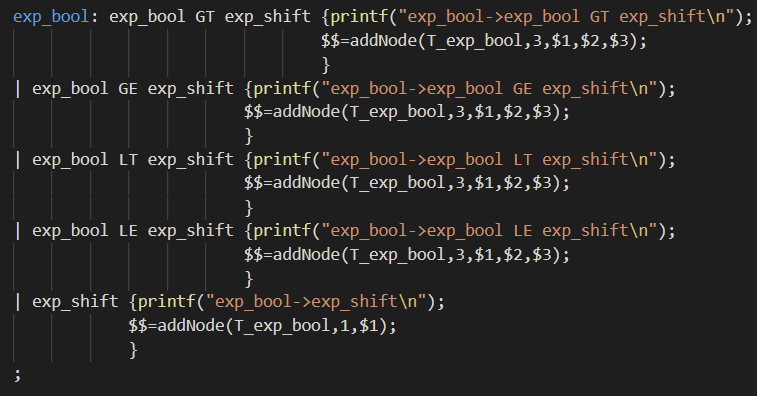 exp_bool: exp_bool GT exp_shift {printf("exp_bool->exp_bool GT exp_shift\n");
$$=addNode(T_exp_bool,3,$1,$2,$3);
}
| exp_bool GE exp_shift {printf("exp_bool->exp_bool GE exp_shift\n");
$$=addNode(T_exp_bool,3,$1,$2,$3);
}
| exp_bool LT exp_shift {printf("exp_bool->exp_bool LT exp_shift\n");
$$=addNode(T_exp_bool,3,$1,$2,$3);
}
| exp_bool LE exp_shift {printf("exp_bool->exp_bool LE exp_shift\n");
$$=addNode(T_exp_bool,3,$1,$2,$3);
}
| exp_shift {printf("exp_bool->exp_shift\n");
$$=addNode(T_exp_bool,1,$1);
}
;